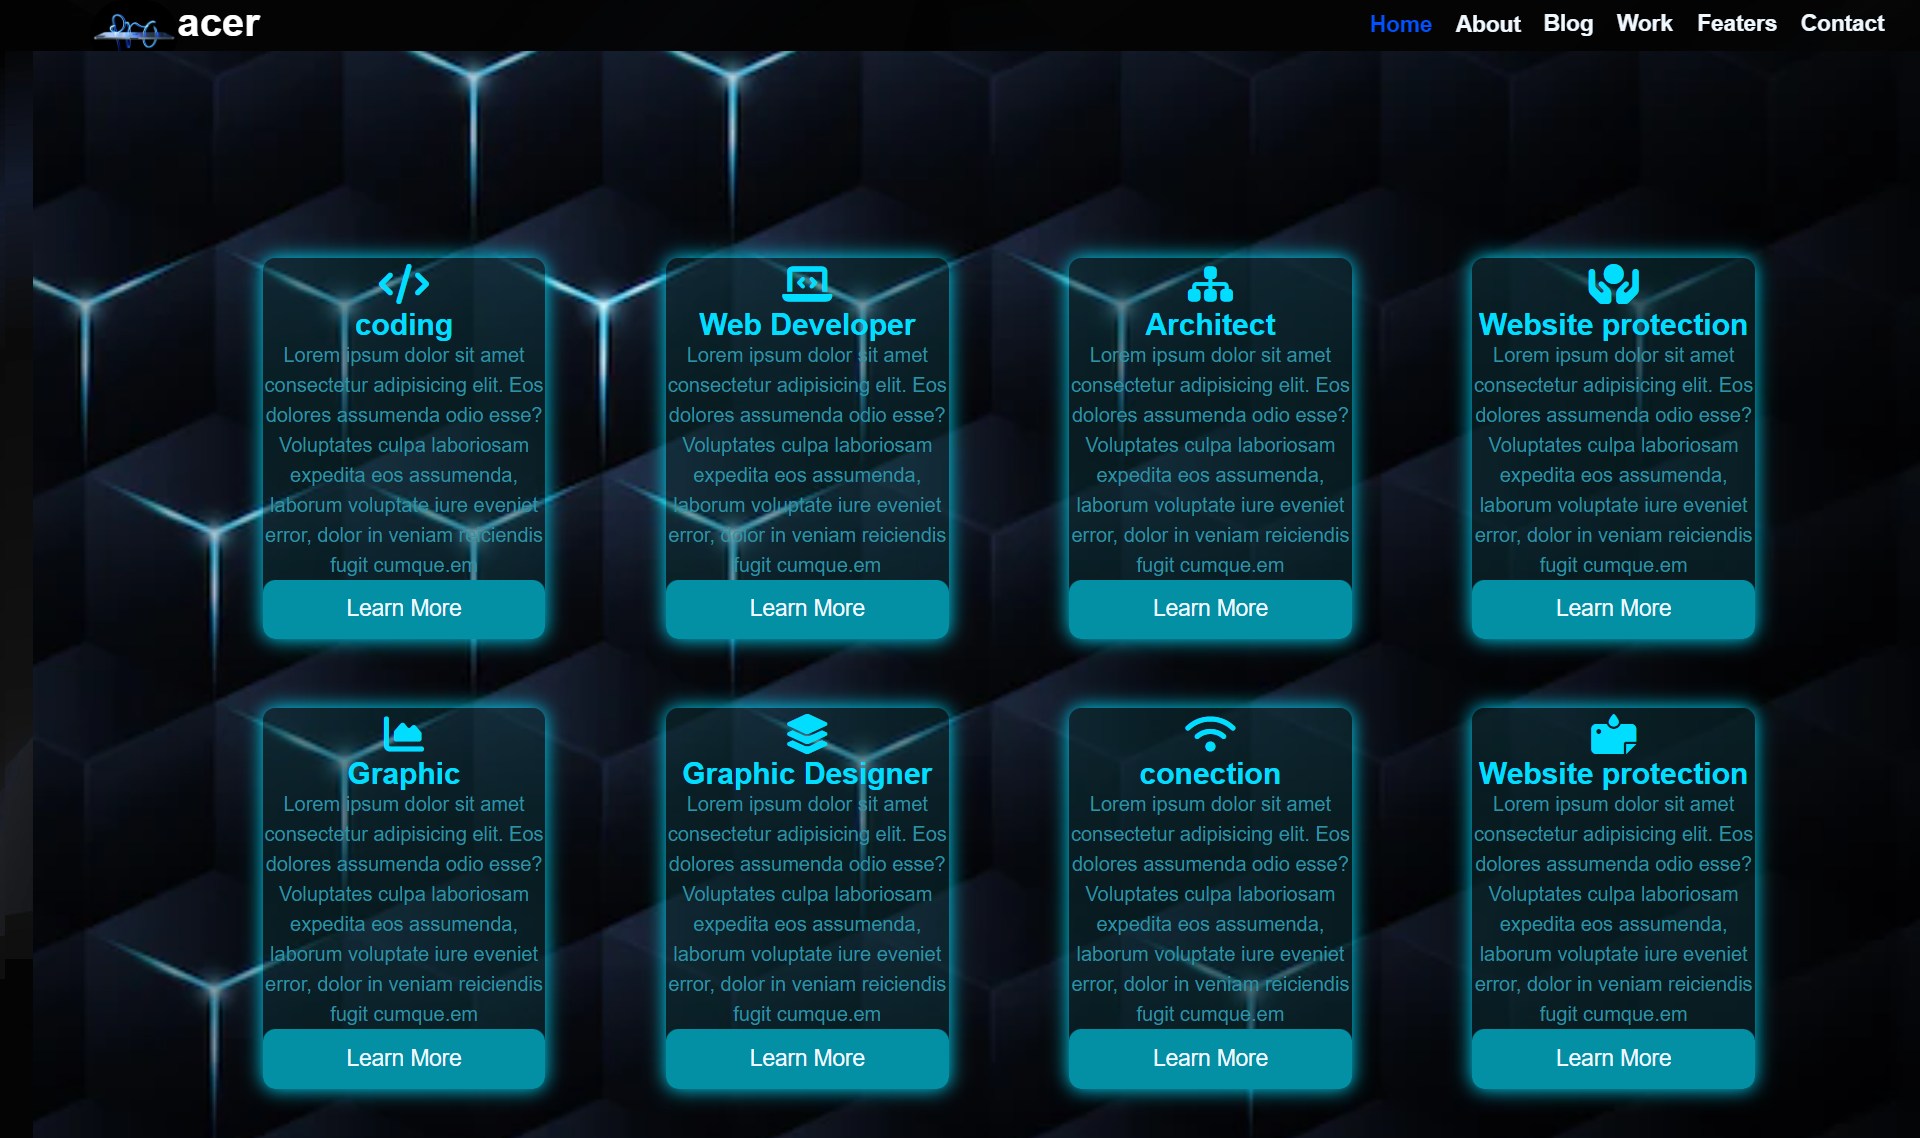 pro acer
Home About Blog Work Featers Contact
coding
Lorem ipsum dolor sit amet
consectetur adipisicing elit. Eos
dolores assumenda odio esse?
Voluptates culpa laboriosam
expedita eos assumenda,
laborum voluptate iure eveniet
error, dolor in veniam reiciendis
fugit cumque.em
Learn More
Web Developer
Lorem ipsum dolor sit amet
consectetur adipisicing elit. Eos
dolores assumenda odio esse?
Voluptates culpa laboriosam
expedita eos assumenda,
laborum voluptate iure eveniet
error, dolor in veniam reiciendis
fugit cumque.em
Learn More
Architect
Lorem ipsum dolor sit amet
consectetur adipisicing elit. Eos
dolores assumenda odio esse?
Voluptates culpa laboriosam
expedita eos assumenda,
laborum voluptate iure eveniet
error, dolor in veniam reiciendis
fugit cumque.em
Learn More
Website protection
Lorem ipsum dolor sit amet
consectetur adipisicing elit. Eos
dolores assumenda odio esse?
Voluptates culpa laboriosam
expedita eos assumenda,
laborum voluptate iure eveniet
error, dolor in veniam reiciendis
fugit cumque.em
Learn More
Graphic
Lorem ipsum dolor sit amet
consectetur adipisicing elit. Eos
dolores assumenda odio esse?
Voluptates culpa laboriosam
expedita eos assumenda,
laborum voluptate iure eveniet
error, dolor in veniam reiciendis
fugit cumque.em
Learn More
Graphic Designer
Lorem ipsum dolor sit amet
consectetur adipisicing elit. Eos
dolores assumenda odio esse?
Voluptates culpa laboriosam
expedita eos assumenda,
laborum voluptate iure eveniet
error, dolor in veniam reiciendis
fugit cumque.em
Learn More
conection
Lorem ipsum dolor sit amet
consectetur adipisicing elit. Eos
dolores assumenda odio esse?
Voluptates culpa laboriosam
expedita eos assumenda,
laborum voluptate iure eveniet
error, dolor in veniam reiciendis
fugit cumque.em
Learn More
Website protection
Lorem ipsum dolor sit amet
consectetur adipisicing elit. Eos
dolores assumenda odio esse?
Voluptates culpa laboriosam
expedita eos assumenda,
laborum voluptate iure eveniet
error, dolor in veniam reiciendis
fugit cumque.em
Learn More